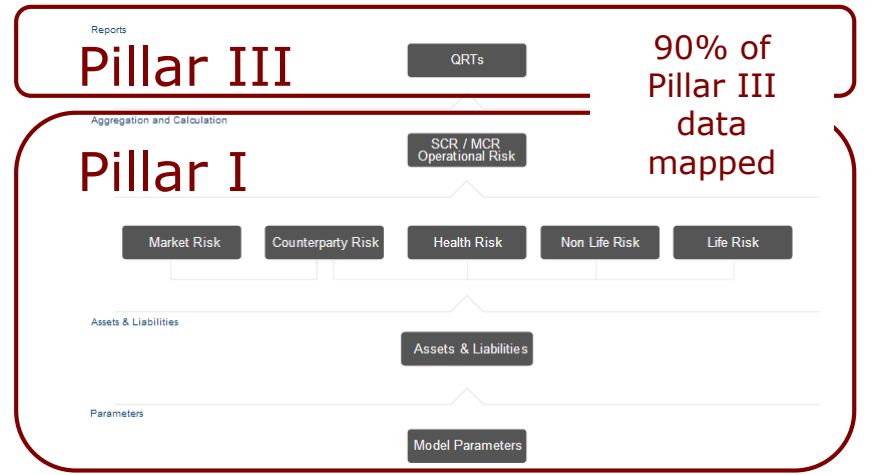 Reports
Pillar III
QRTs
90% of
Pillar III
data
mapped
Aggregation and Calculation
Pillar I
SCR / MCR
Operational Risk
Market Risk
Counterparty Risk
Health Risk
Non Life Risk
Life Risk
Assets & Liabilities
Assets & Liabilities
Parameters
Model Parameters